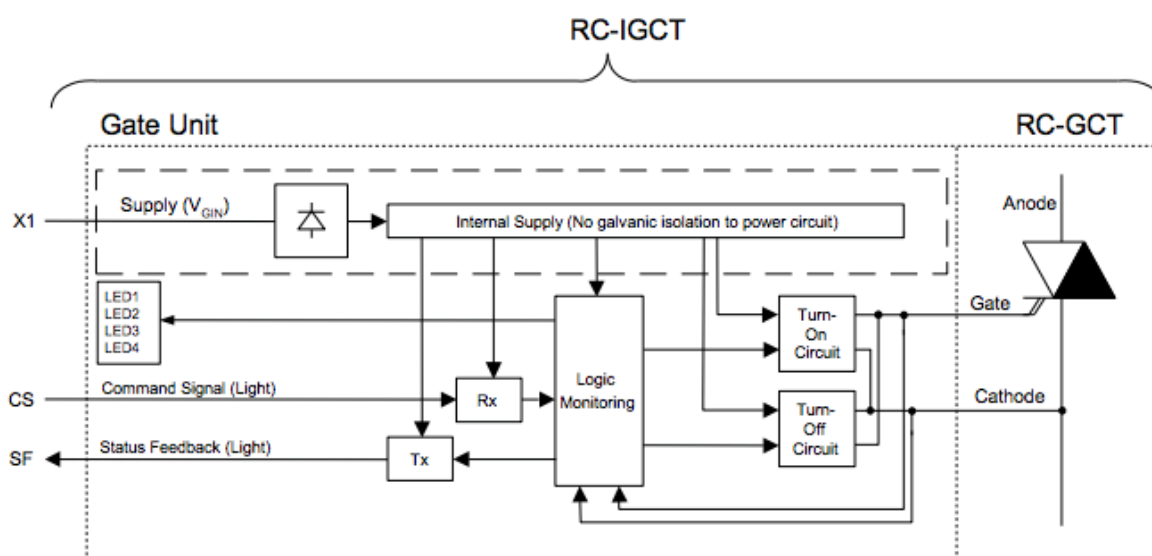 RC-IGCT
Gate Unit
RC-GCT
X1
Supply (VGIN)
Internal Supply (No galvanic isolation to power circuit)
Anode
LED1
LED2
LED3
LED4
Turn-
On
Circuit
Gate
Logic
Monitoring
CS
Command Signal (Light)
Rx
Turn-
Off
Circuit
Cathode
SF
Status Feedback (Light)
Tx